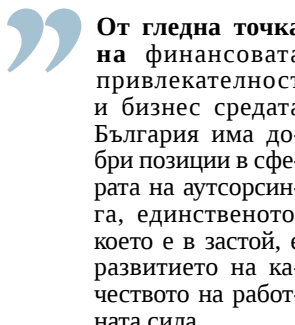 ”
От гледна точка
на финансовата
привлекателност
и бизнес средата
България има до-
бри позиции в сфе-
рата на аутсорсин-
га, единственото,
което е в застой, е
развитието на ка-
чеството на работ-
ната сила